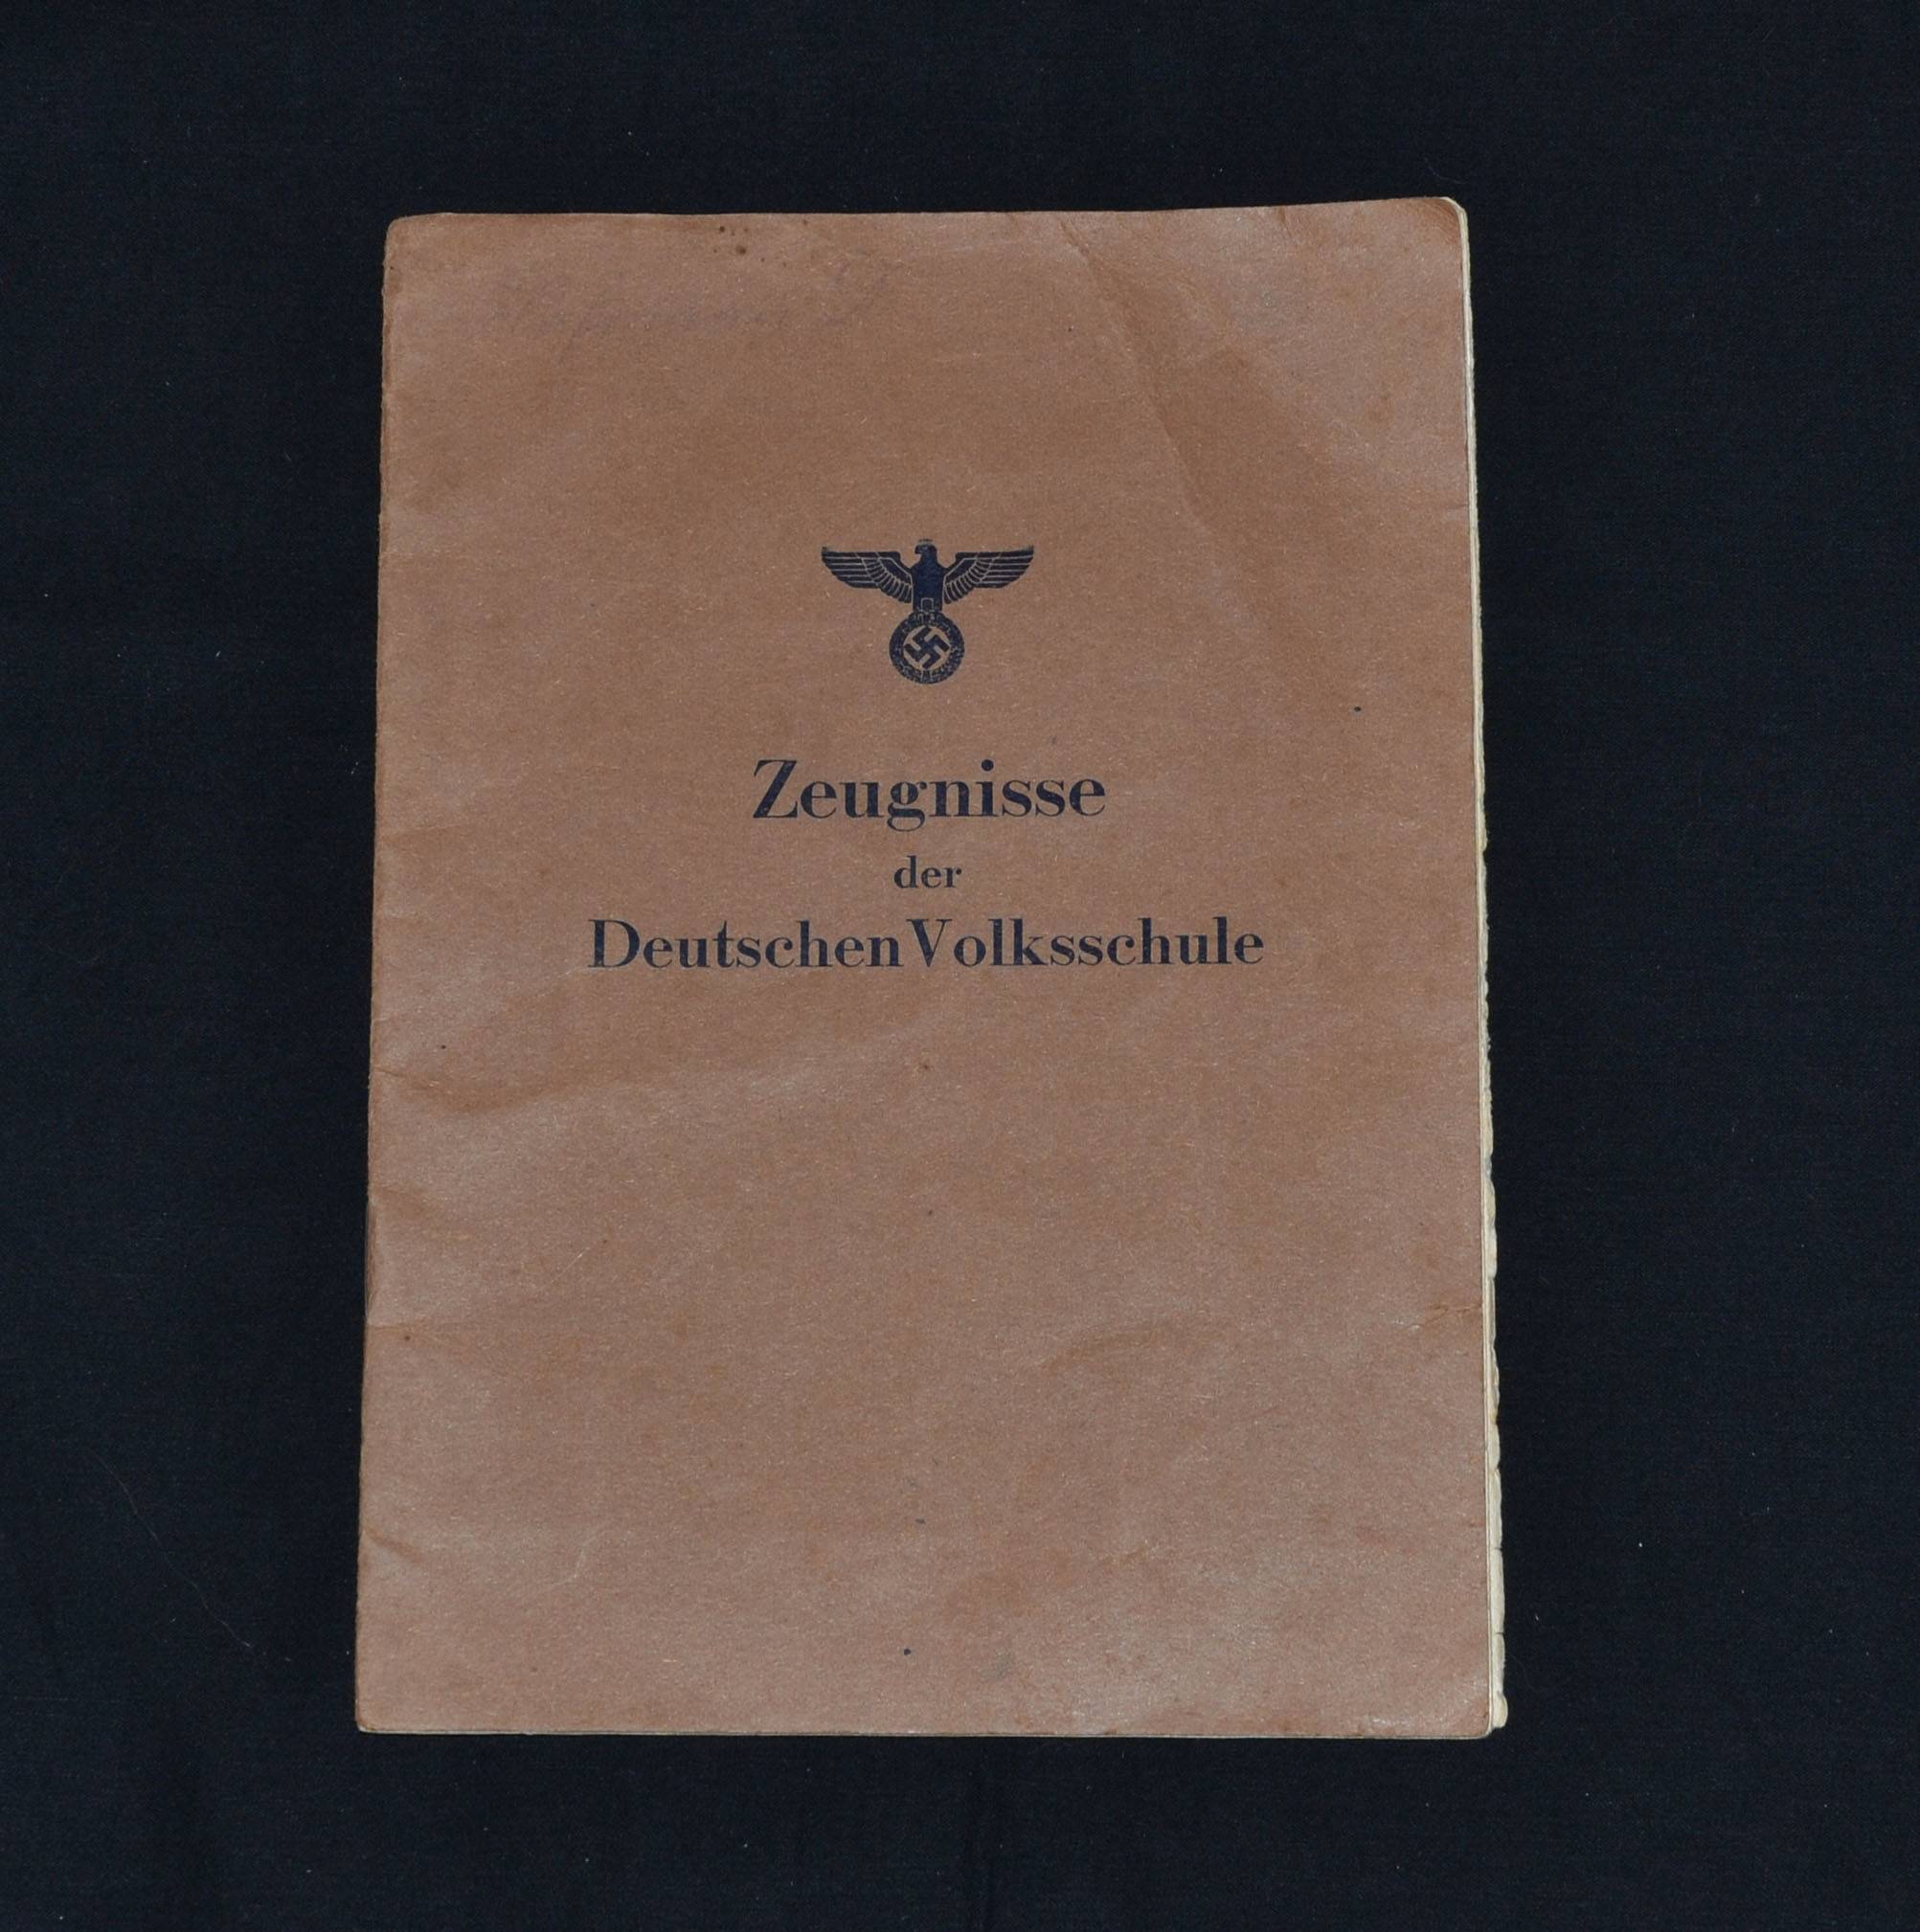 Zeugnisse
der
Deutschen Volksschule